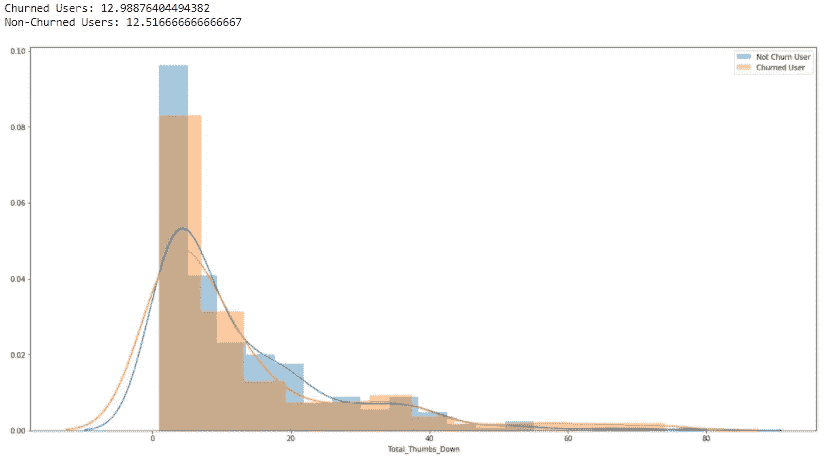 Churned Users: 12.98876404494382
Non-Churned Users: 12.516666666666667
0.10
Not Churn User
Churned User
0.08
0.06
0.04
0.02
0.00
0 20 40 60 80
Total_Thumbs_Down